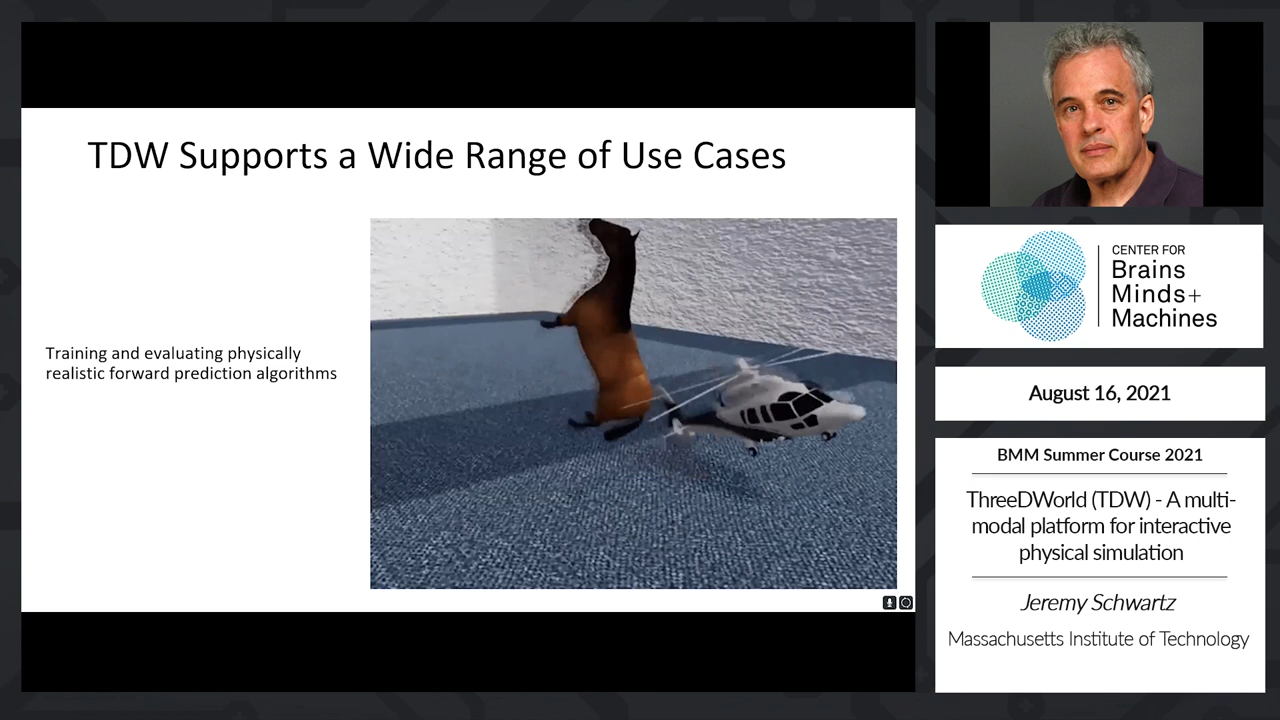 TDW Supports a Wide Range of Use Cases
Training and evaluating physically
realistic forward prediction algorithms
CENTER FOR
Brains
Minds+
Machines
August 16, 2021
BMM Summer Course 2021
ThreeDWorld (TDW) - A multi-
modal platform for interactive
physical simulation
Jeremy Schwartz
Massachusetts Institute of Technology